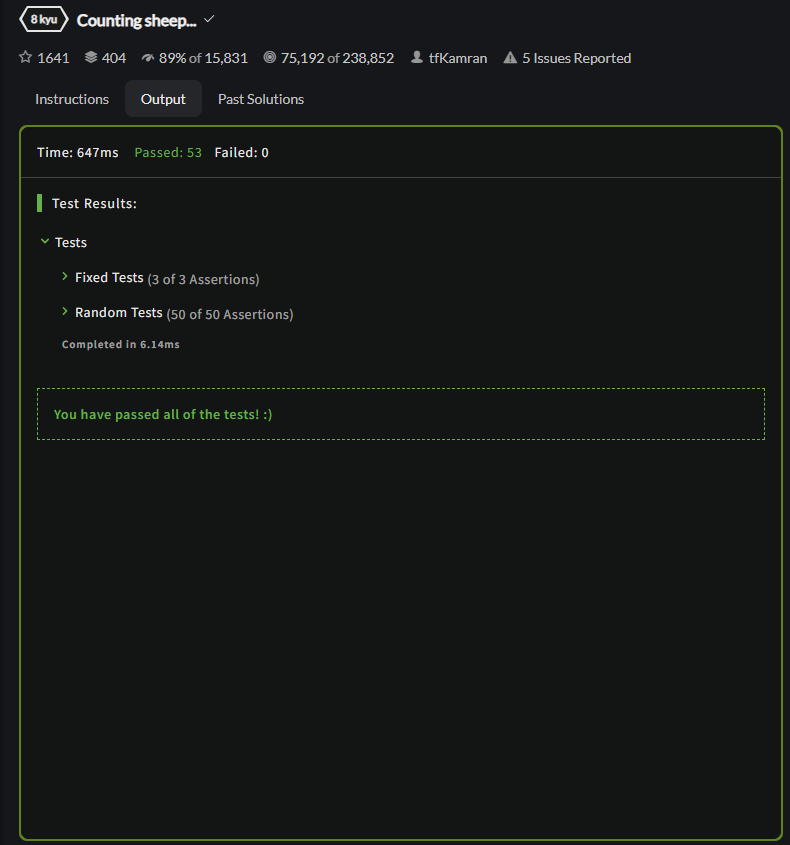 8 kyu Counting sheep...
1641 404 89% of 15,831 75,192 of 238,852 tfKamran 5 Issues Reported
Instructions Output Past Solutions
Time: 647ms Passed: 53 Failed: 0
Test Results:
Tests
Fixed Tests (3 of 3 Assertions)
Random Tests (50 of 50 Assertions)
Completed in 6.14ms
You have passed all of the tests! :)